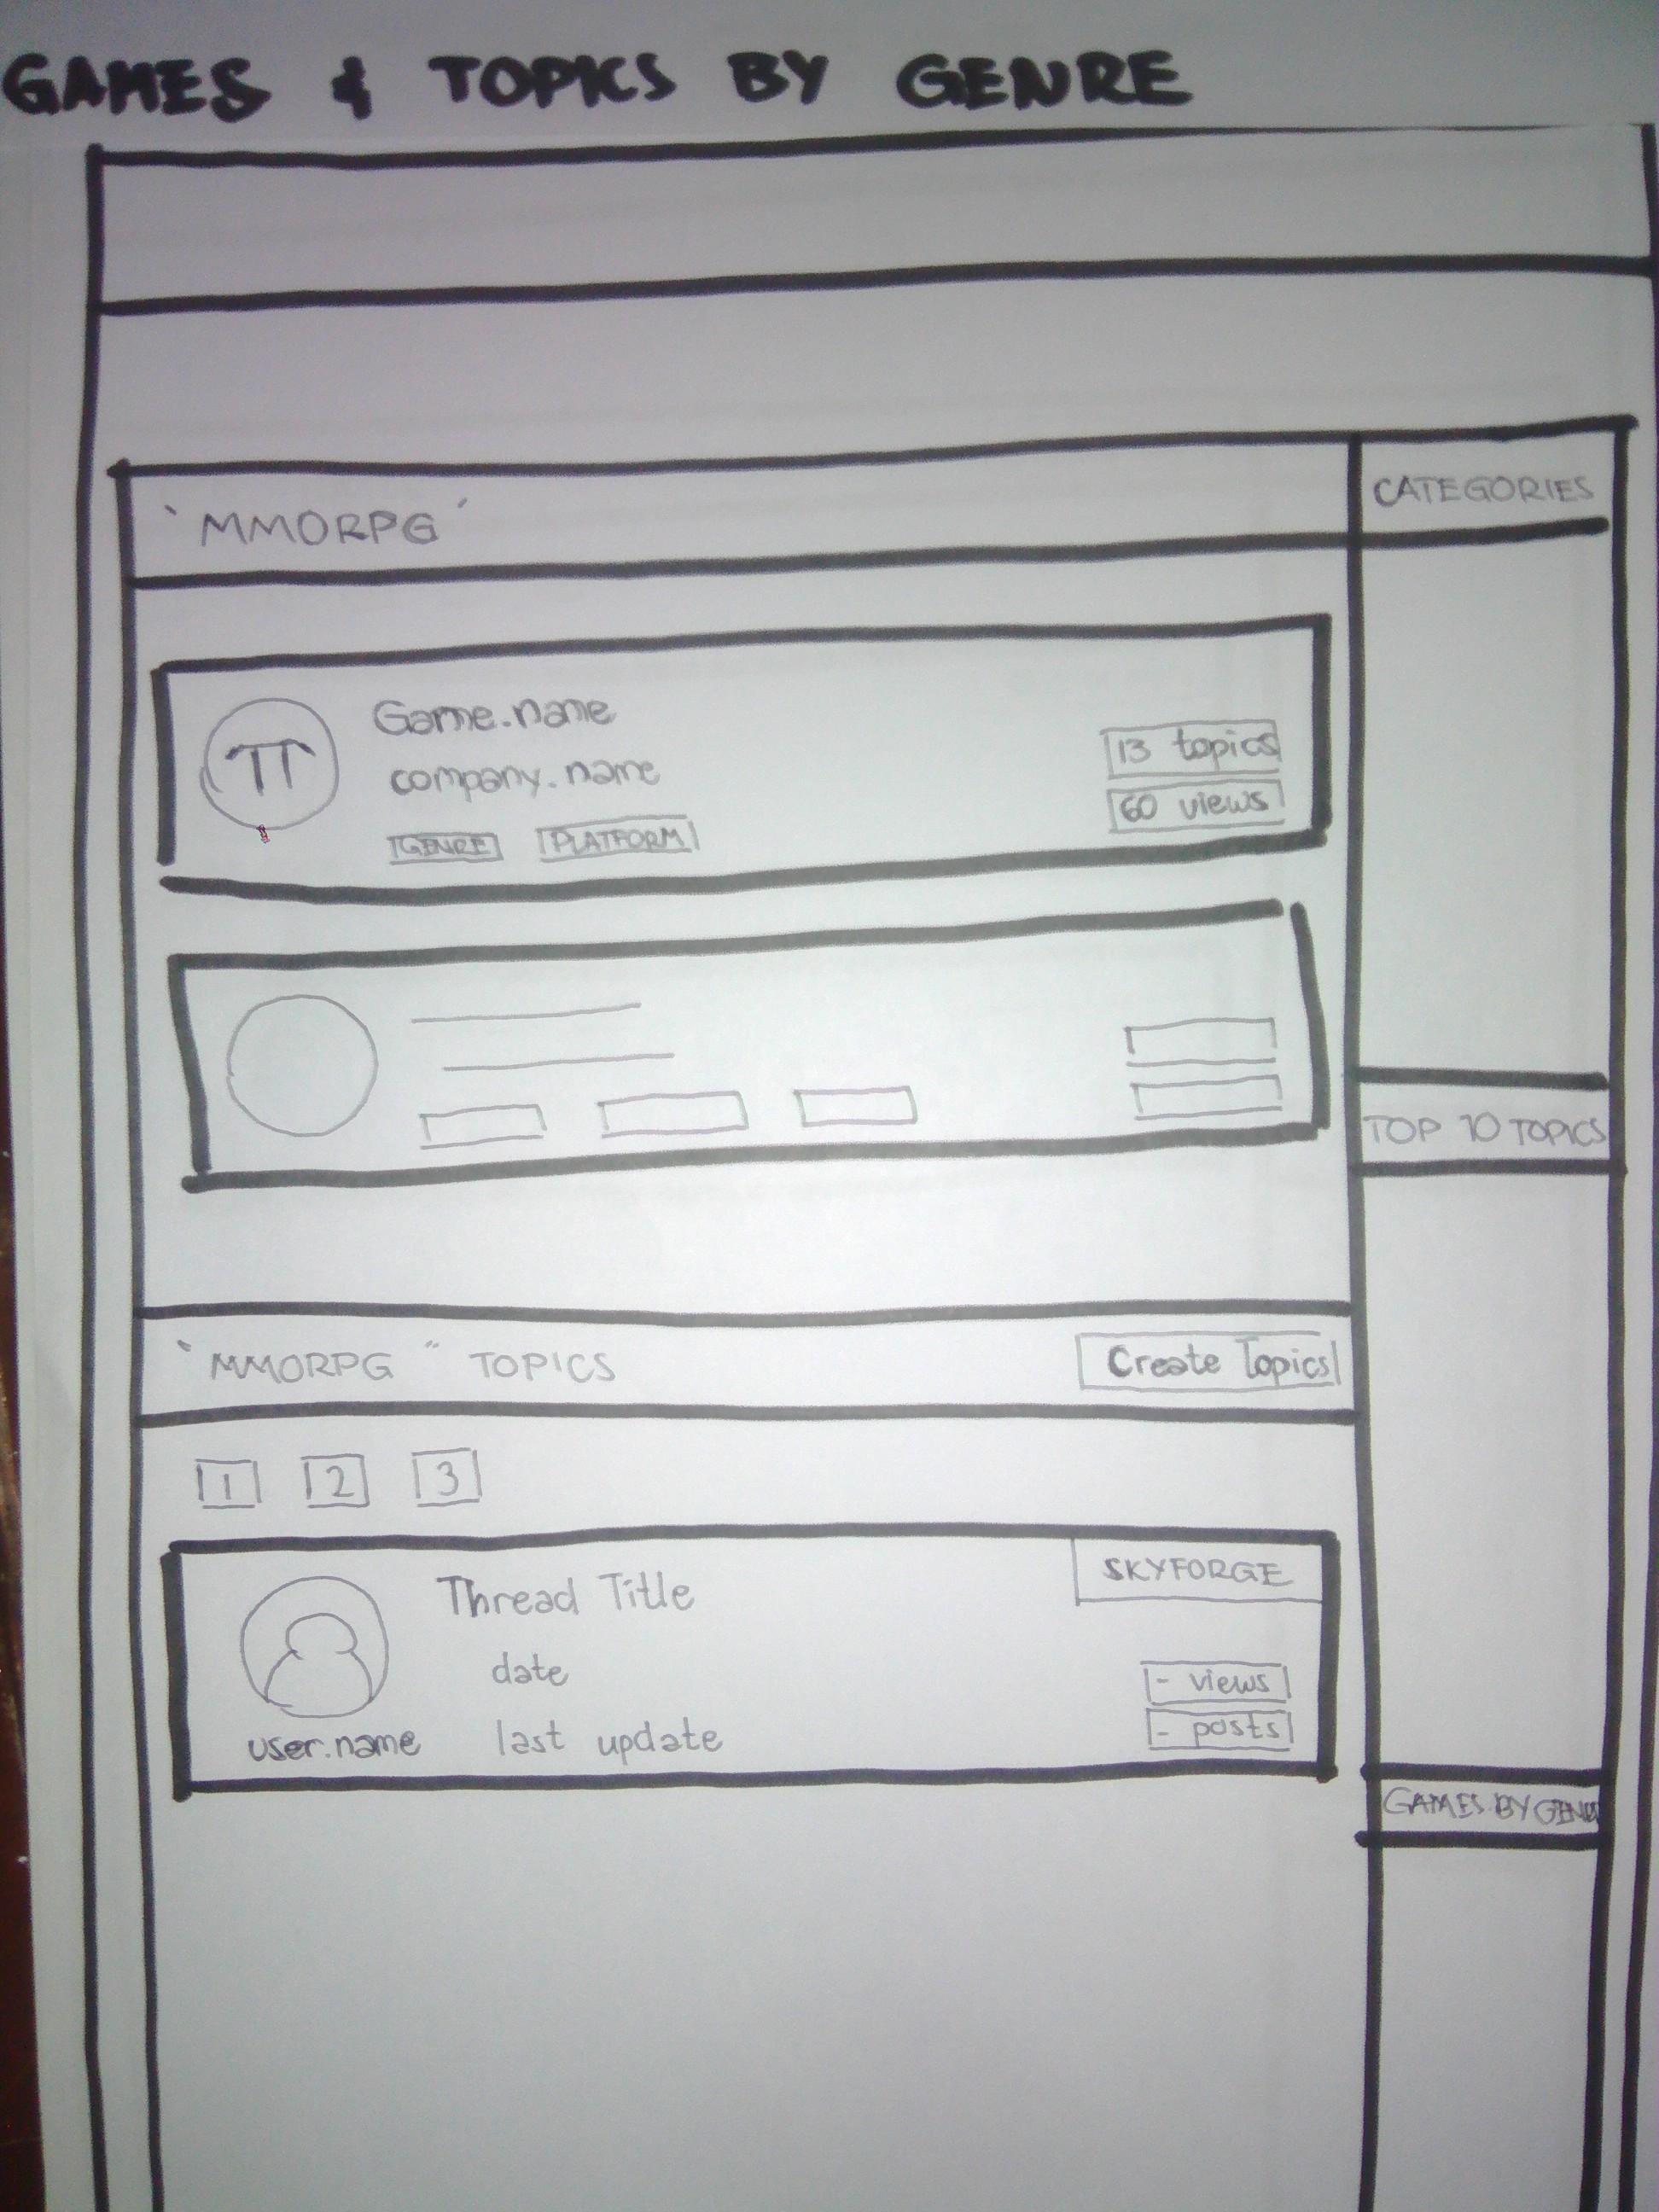 GAMES & TOPICS BY GENRE
`MMORPG´
CATEGORIES
TT
Game.name
company.name
GENRE PLATFORM
13 topics
60 views
TOP 10 TOPICS
`MMORPG" TOPICS
Create Topics
1 2 3
Thread Title
SKYFORGE
date
- views
user.name
last update
- posts
GAMES BY GENRE